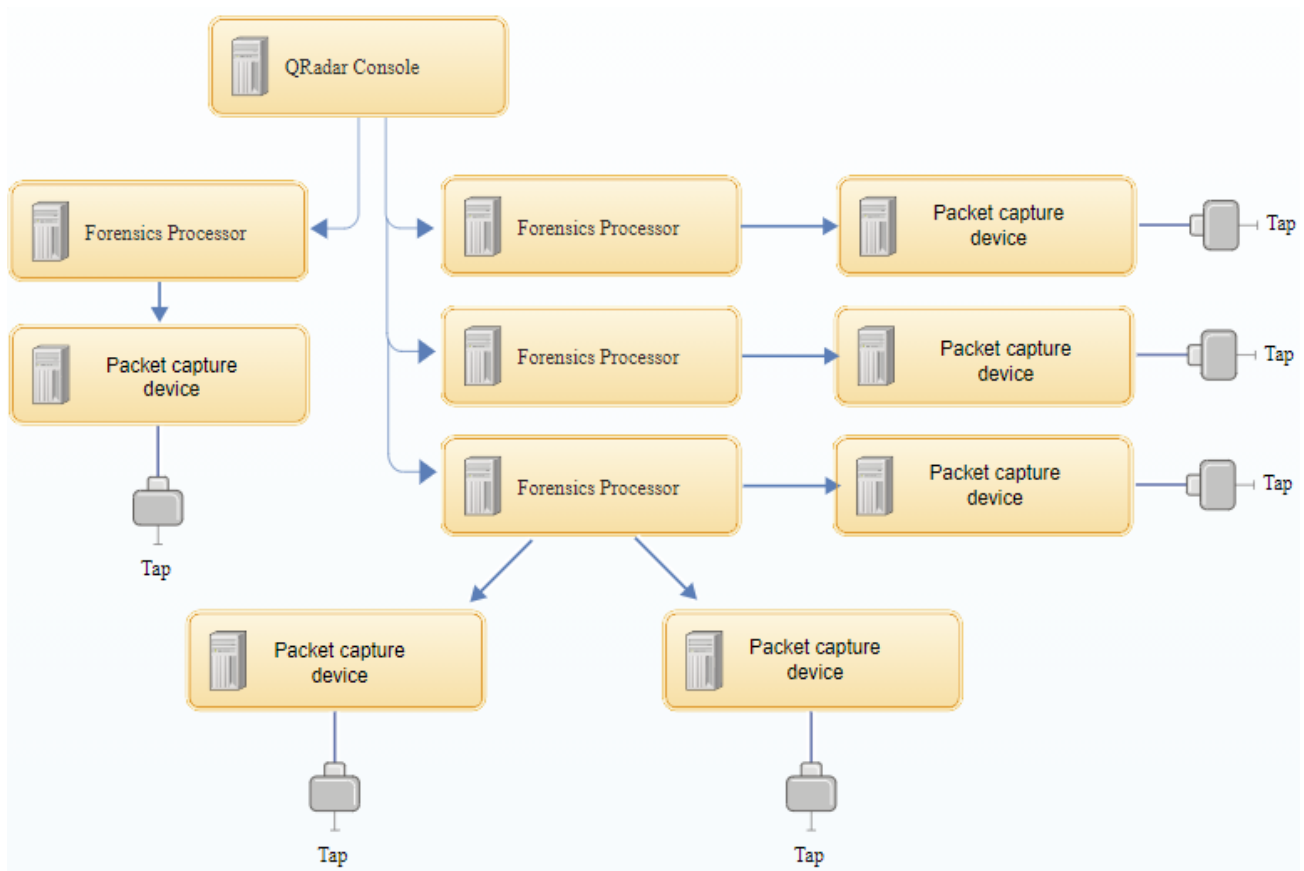 QRadar Console
Forensics Processor
Forensics Processor
Packet capture
device
Tap
Packet capture
device
Forensics Processor
Packet capture
device
Tap
Forensics Processor
Packet capture
device
Tap
Tap
Packet capture
device
Packet capture
device
Tap
Tap